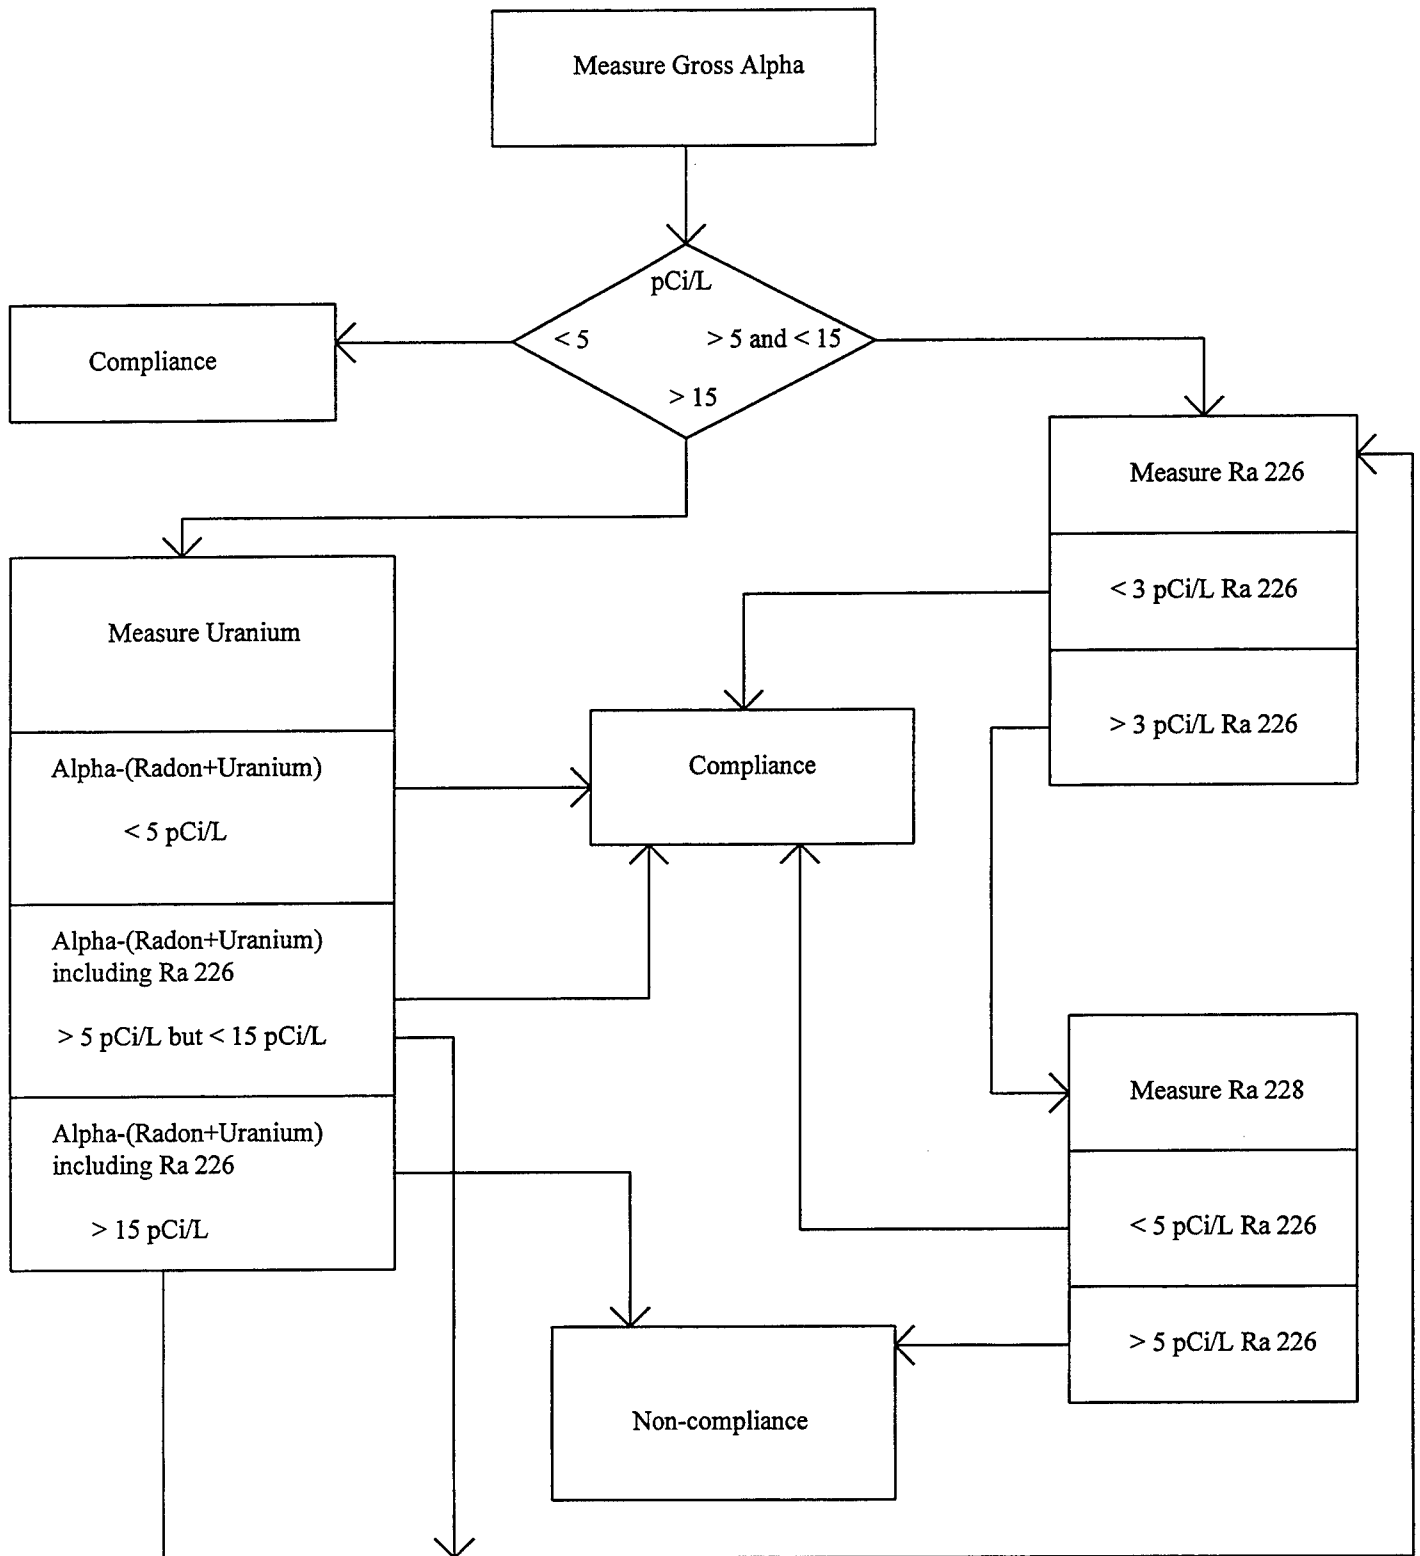 Measure Gross Alpha
pCi/L
< 5
> 5 and < 15
> 15
Compliance
Measure Ra 226
< 3 pCi/L Ra 226
> 3 pCi/L Ra 226
Measure Uranium
Alpha-(Radon+Uranium)
< 5 pCi/L
Alpha-(Radon+Uranium)
including Ra 226
> 5 pCi/L but < 15 pCi/L
Alpha-(Radon+Uranium)
including Ra 226
> 15 pCi/L
Compliance
Measure Ra 228
< 5 pCi/L Ra 226
> 5 pCi/L Ra 226
Non-compliance